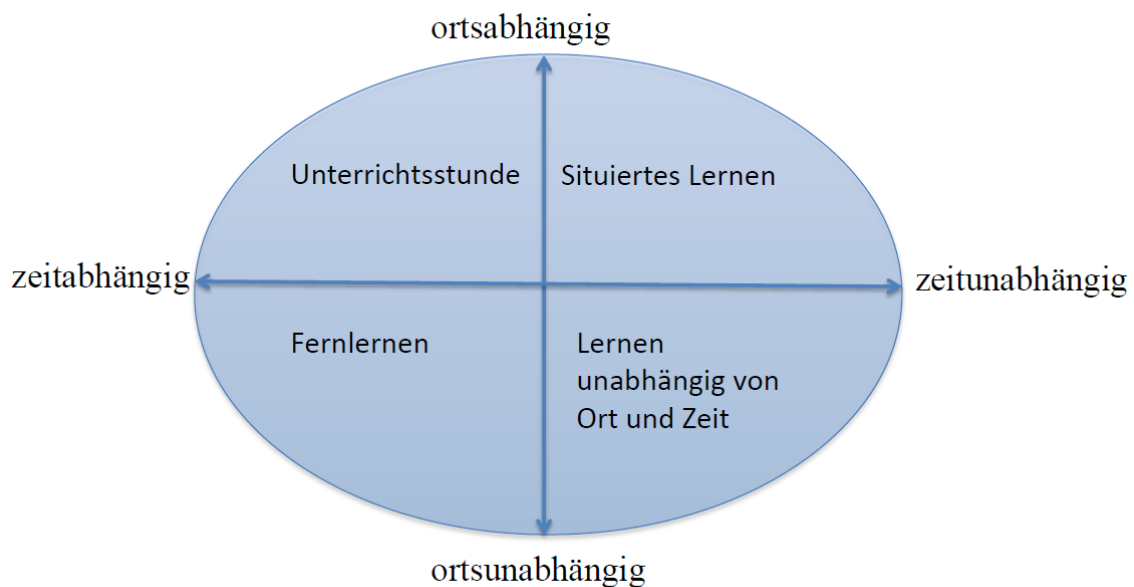 ortsabhängig
Unterrichtsstunde
Situiertes Lernen
zeitabhängig
zeitunabhängig
Fernlernen
Lernen
unabhängig von
Ort und Zeit
ortsunabhängig